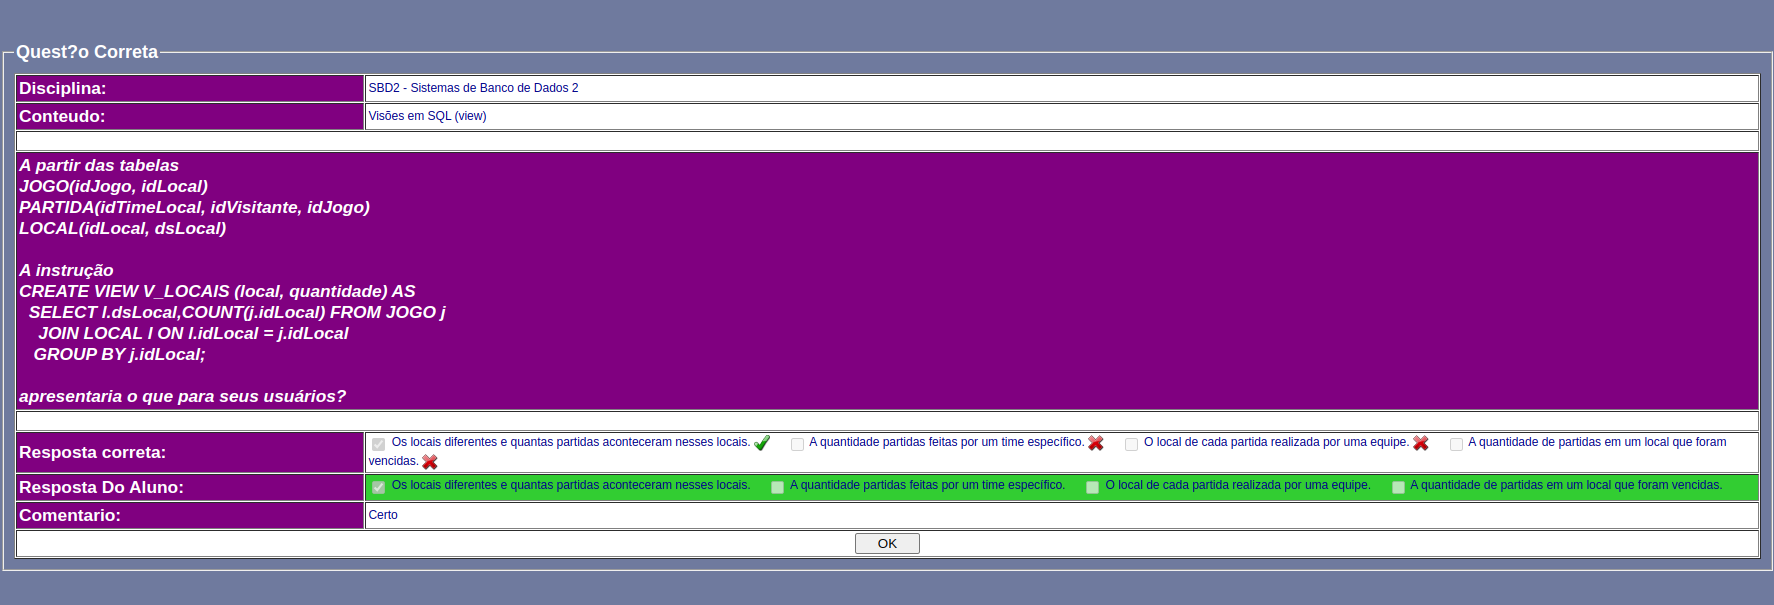 Quest?o Correta
Disciplina: SBD2 - Sistemas de Banco de Dados 2
Conteudo: Visões em SQL (view)
A partir das tabelas
JOGO(idJogo, idLocal)
PARTIDA(idTimeLocal, idVisitante, idJogo)
LOCAL(idLocal, dsLocal)
A instrução
CREATE VIEW V_LOCAIS (local, quantidade) AS
SELECT l.dsLocal,COUNT(j.idLocal) FROM JOGO j
JOIN LOCAL l ON l.idLocal = j.idLocal
GROUP BY j.idLocal;
apresentaria o que para seus usuários?
Resposta correta: Os locais diferentes e quantas partidas aconteceram nesses locais. A quantidade partidas feitas por um time específico. O local de cada partida realizada por uma equipe. A quantidade de partidas em um local que foram
vencidas.
Resposta Do Aluno: Os locais diferentes e quantas partidas aconteceram nesses locais. A quantidade partidas feitas por um time específico. O local de cada partida realizada por uma equipe. A quantidade de partidas em um local que foram vencidas.
Comentario: Certo
OK